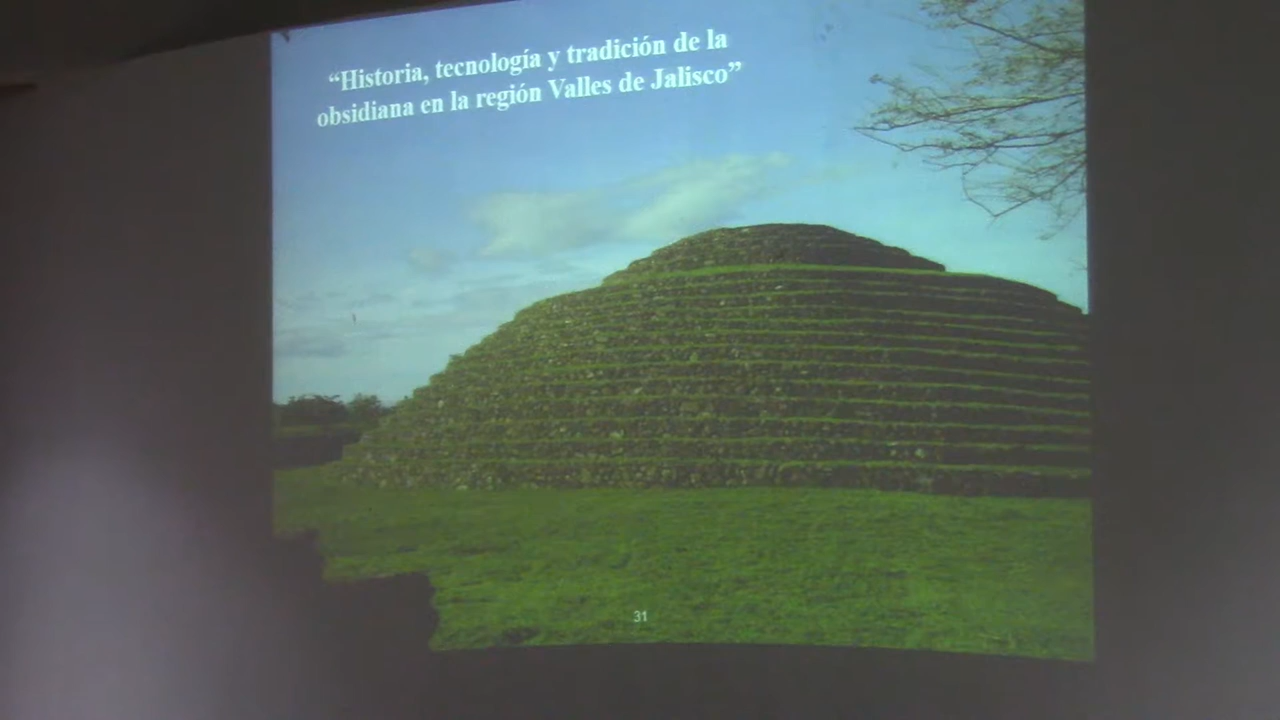 “Historia, tecnología y tradición de la
obsidiana en la región Valles de Jalisco”
31